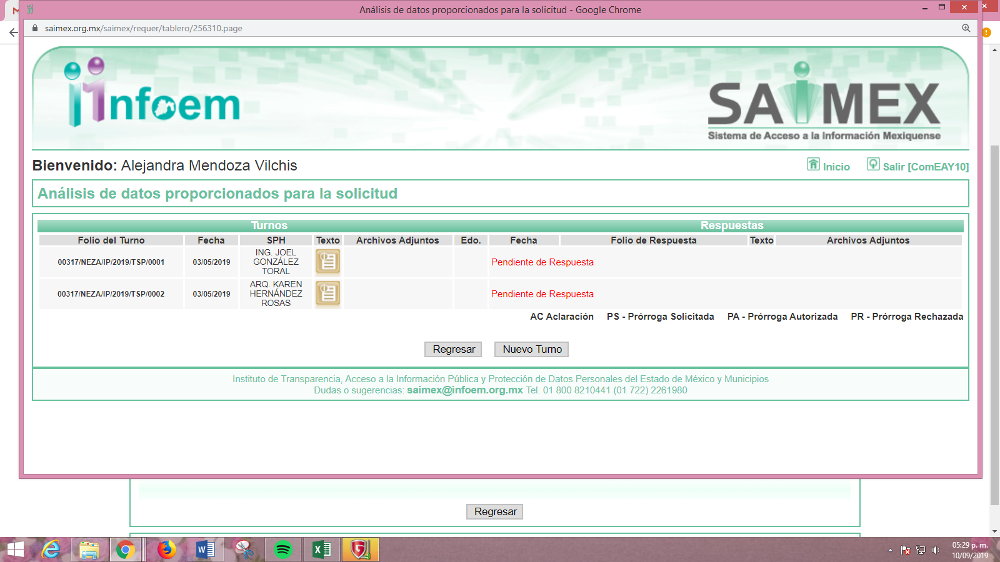 Análisis de datos proporcionados para la solicitud - Google Chrome
saimex.org.mx/saimex/requer/tablero/256310.page
infoem
SAIMEX
Sistema de Acceso a la Información Mexiquense
Bienvenido: Alejandra Mendoza Vilchis
Inicio
Salir [ComEAY10]
Análisis de datos proporcionados para la solicitud
Turnos
Respuestas
Folio del Turno Fecha SPH Texto Archivos Adjuntos Edo. Fecha Folio de Respuesta Texto Archivos Adjuntos
00317/NEZA/IP/2019/TSP/0001 03/05/2019
ING. JOEL
GONZÁLEZ
TORAL
Pendiente de Respuesta
00317/NEZA/IP/2019/TSP/0002 03/05/2019
ARQ. KAREN
HERNÁNDEZ
ROSAS
Pendiente de Respuesta
AC Aclaración PS - Prórroga Solicitada PA - Prórroga Autorizada PR - Prórroga Rechazada
Regresar
Nuevo Turno
Instituto de Transparencia, Acceso a la Información Pública y Protección de Datos Personales del Estado de México y Municipios
Dudas o sugerencias: saimex@infoem.org.mx Tel. 01 800 8210441 (01 722) 2261980
Regresar
05:29 p. m.
10/09/2019